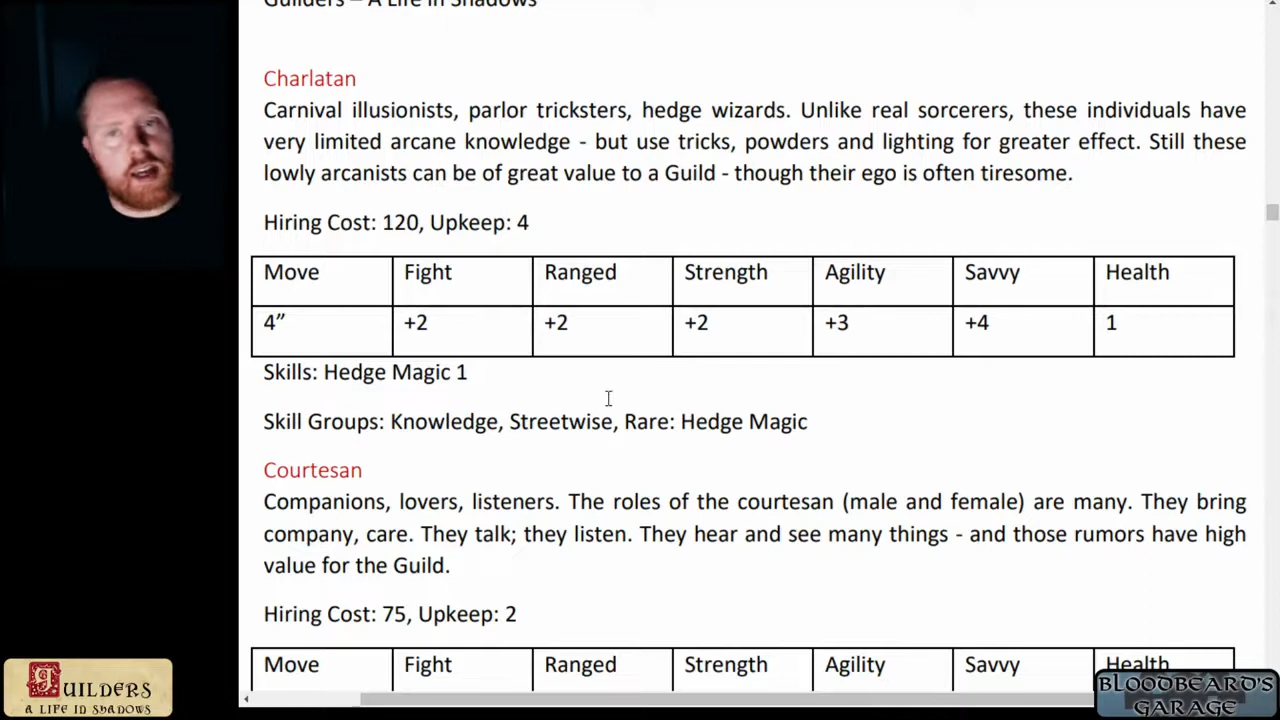 Guilders – A Life in Shadows
Charlatan
Carnival illusionists, parlor tricksters, hedge wizards. Unlike real sorcerers, these individuals have
very limited arcane knowledge - but use tricks, powders and lighting for greater effect. Still these
lowly arcanists can be of great value to a Guild - though their ego is often tiresome.
Hiring Cost: 120, Upkeep: 4
Move Fight Ranged Strength Agility Savvy Health
4” +2 +2 +2 +3 +4 1
Skills: Hedge Magic 1
Skill Groups: Knowledge, Streetwise, Rare: Hedge Magic
Courtesan
Companions, lovers, listeners. The roles of the courtesan (male and female) are many. They bring
company, care. They talk; they listen. They hear and see many things - and those rumors have high
value for the Guild.
Hiring Cost: 75, Upkeep: 2
Move Fight Ranged Strength Agility Savvy Health
GUILDERS
A LIFE IN SHADOWS
BLOODBEARD'S
GARAGE